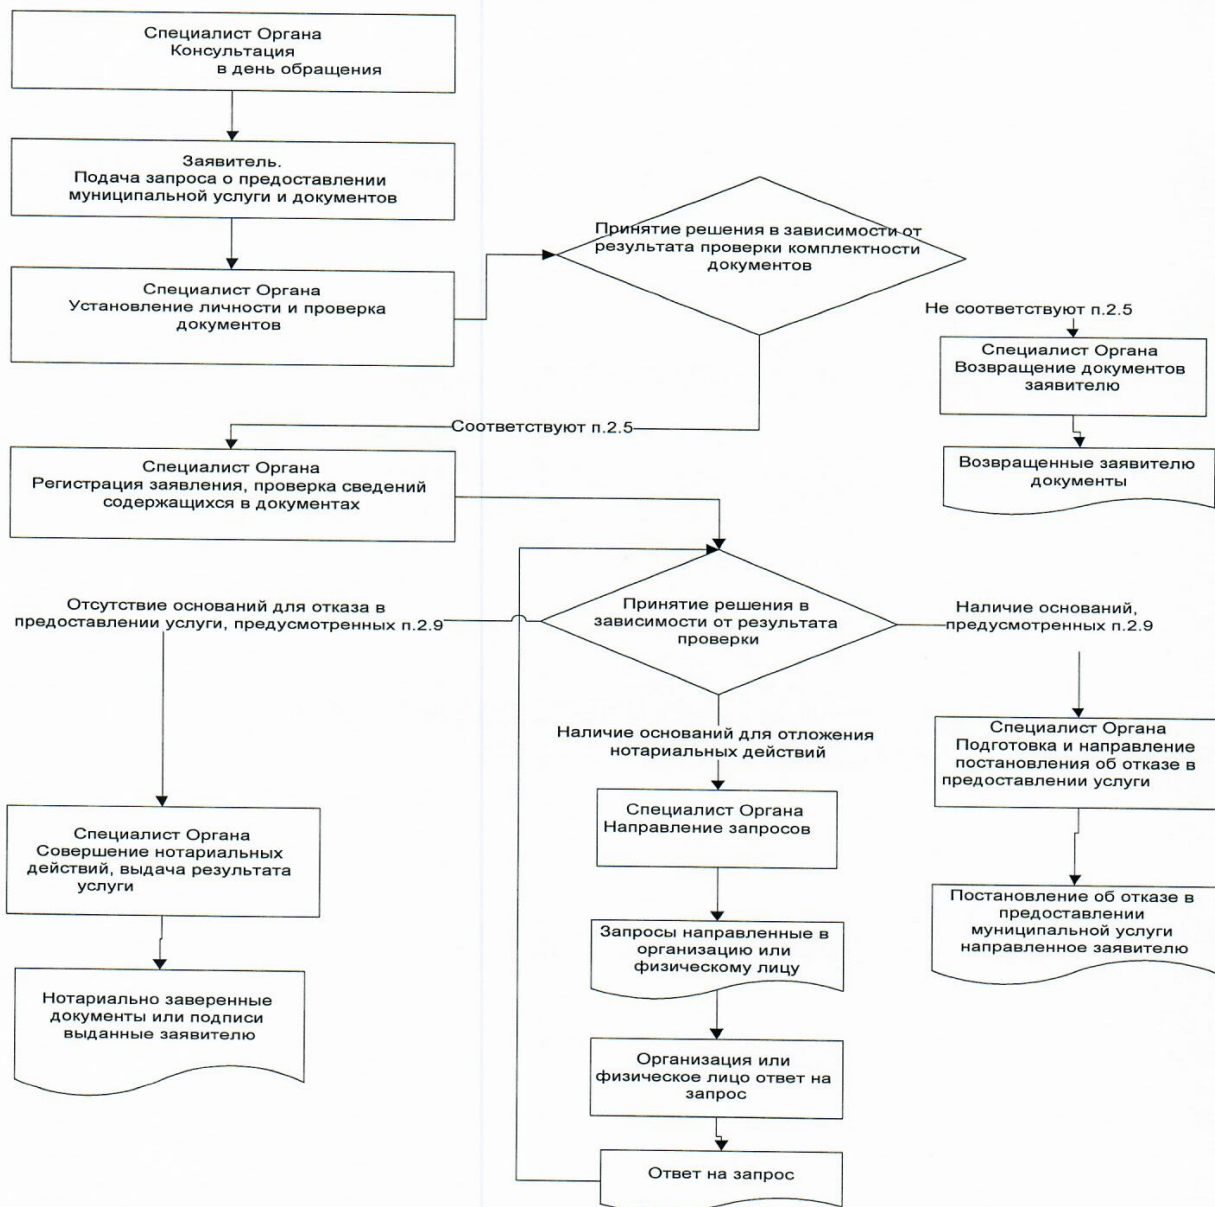 Специалист Органа
Консультация
в день обращения
Заявитель.
Подача запроса о предоставлении
муниципальной услуги и документов
Специалист Органа
Установление личности и проверка
документов
Принятие решения в зависимости от
результата проверки комплектности
документов
Не соответствуют п.2.5
Специалист Органа
Возвращение документов
заявителю
Возвращенные заявителю
документы
Соответствуют п.2.5
Специалист Органа
Регистрация заявления, проверка сведений
содержащихся в документах
Принятие решения в
зависимости от результата
проверки
Отсутствие оснований для отказа в
предоставлении услуги, предусмотренных п.2.9
Специалист Органа
Совершение нотариальных
действий, выдача результата
услуги
Нотариально заверенные
документы или подписи
выданные заявителю
Наличие оснований для отложения
нотариальных действий
Специалист Органа
Направление запросов
Запросы направленные в
организацию или
физическому лицу
Организация или
физическое лицо ответ на
запрос
Ответ на запрос
Наличие оснований,
предусмотренных п.2.9
Специалист Органа
Подготовка и направление
постановления об отказе в
предоставлении услуги
Постановление об отказе в
предоставлении
муниципальной услуги
направленное заявителю